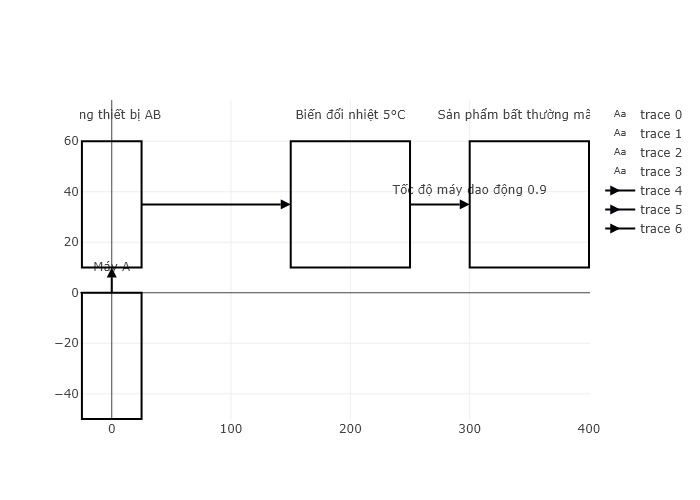 ng thiết bị AB
Biến đổi nhiệt 5°C
Sản phẩm bất thường mã
Tốc độ máy dao động 0.9
Máy A
60
40
20
0
−20
−40
0
100
200
300
400
Aa trace 0
Aa trace 1
Aa trace 2
Aa trace 3
trace 4
trace 5
trace 6